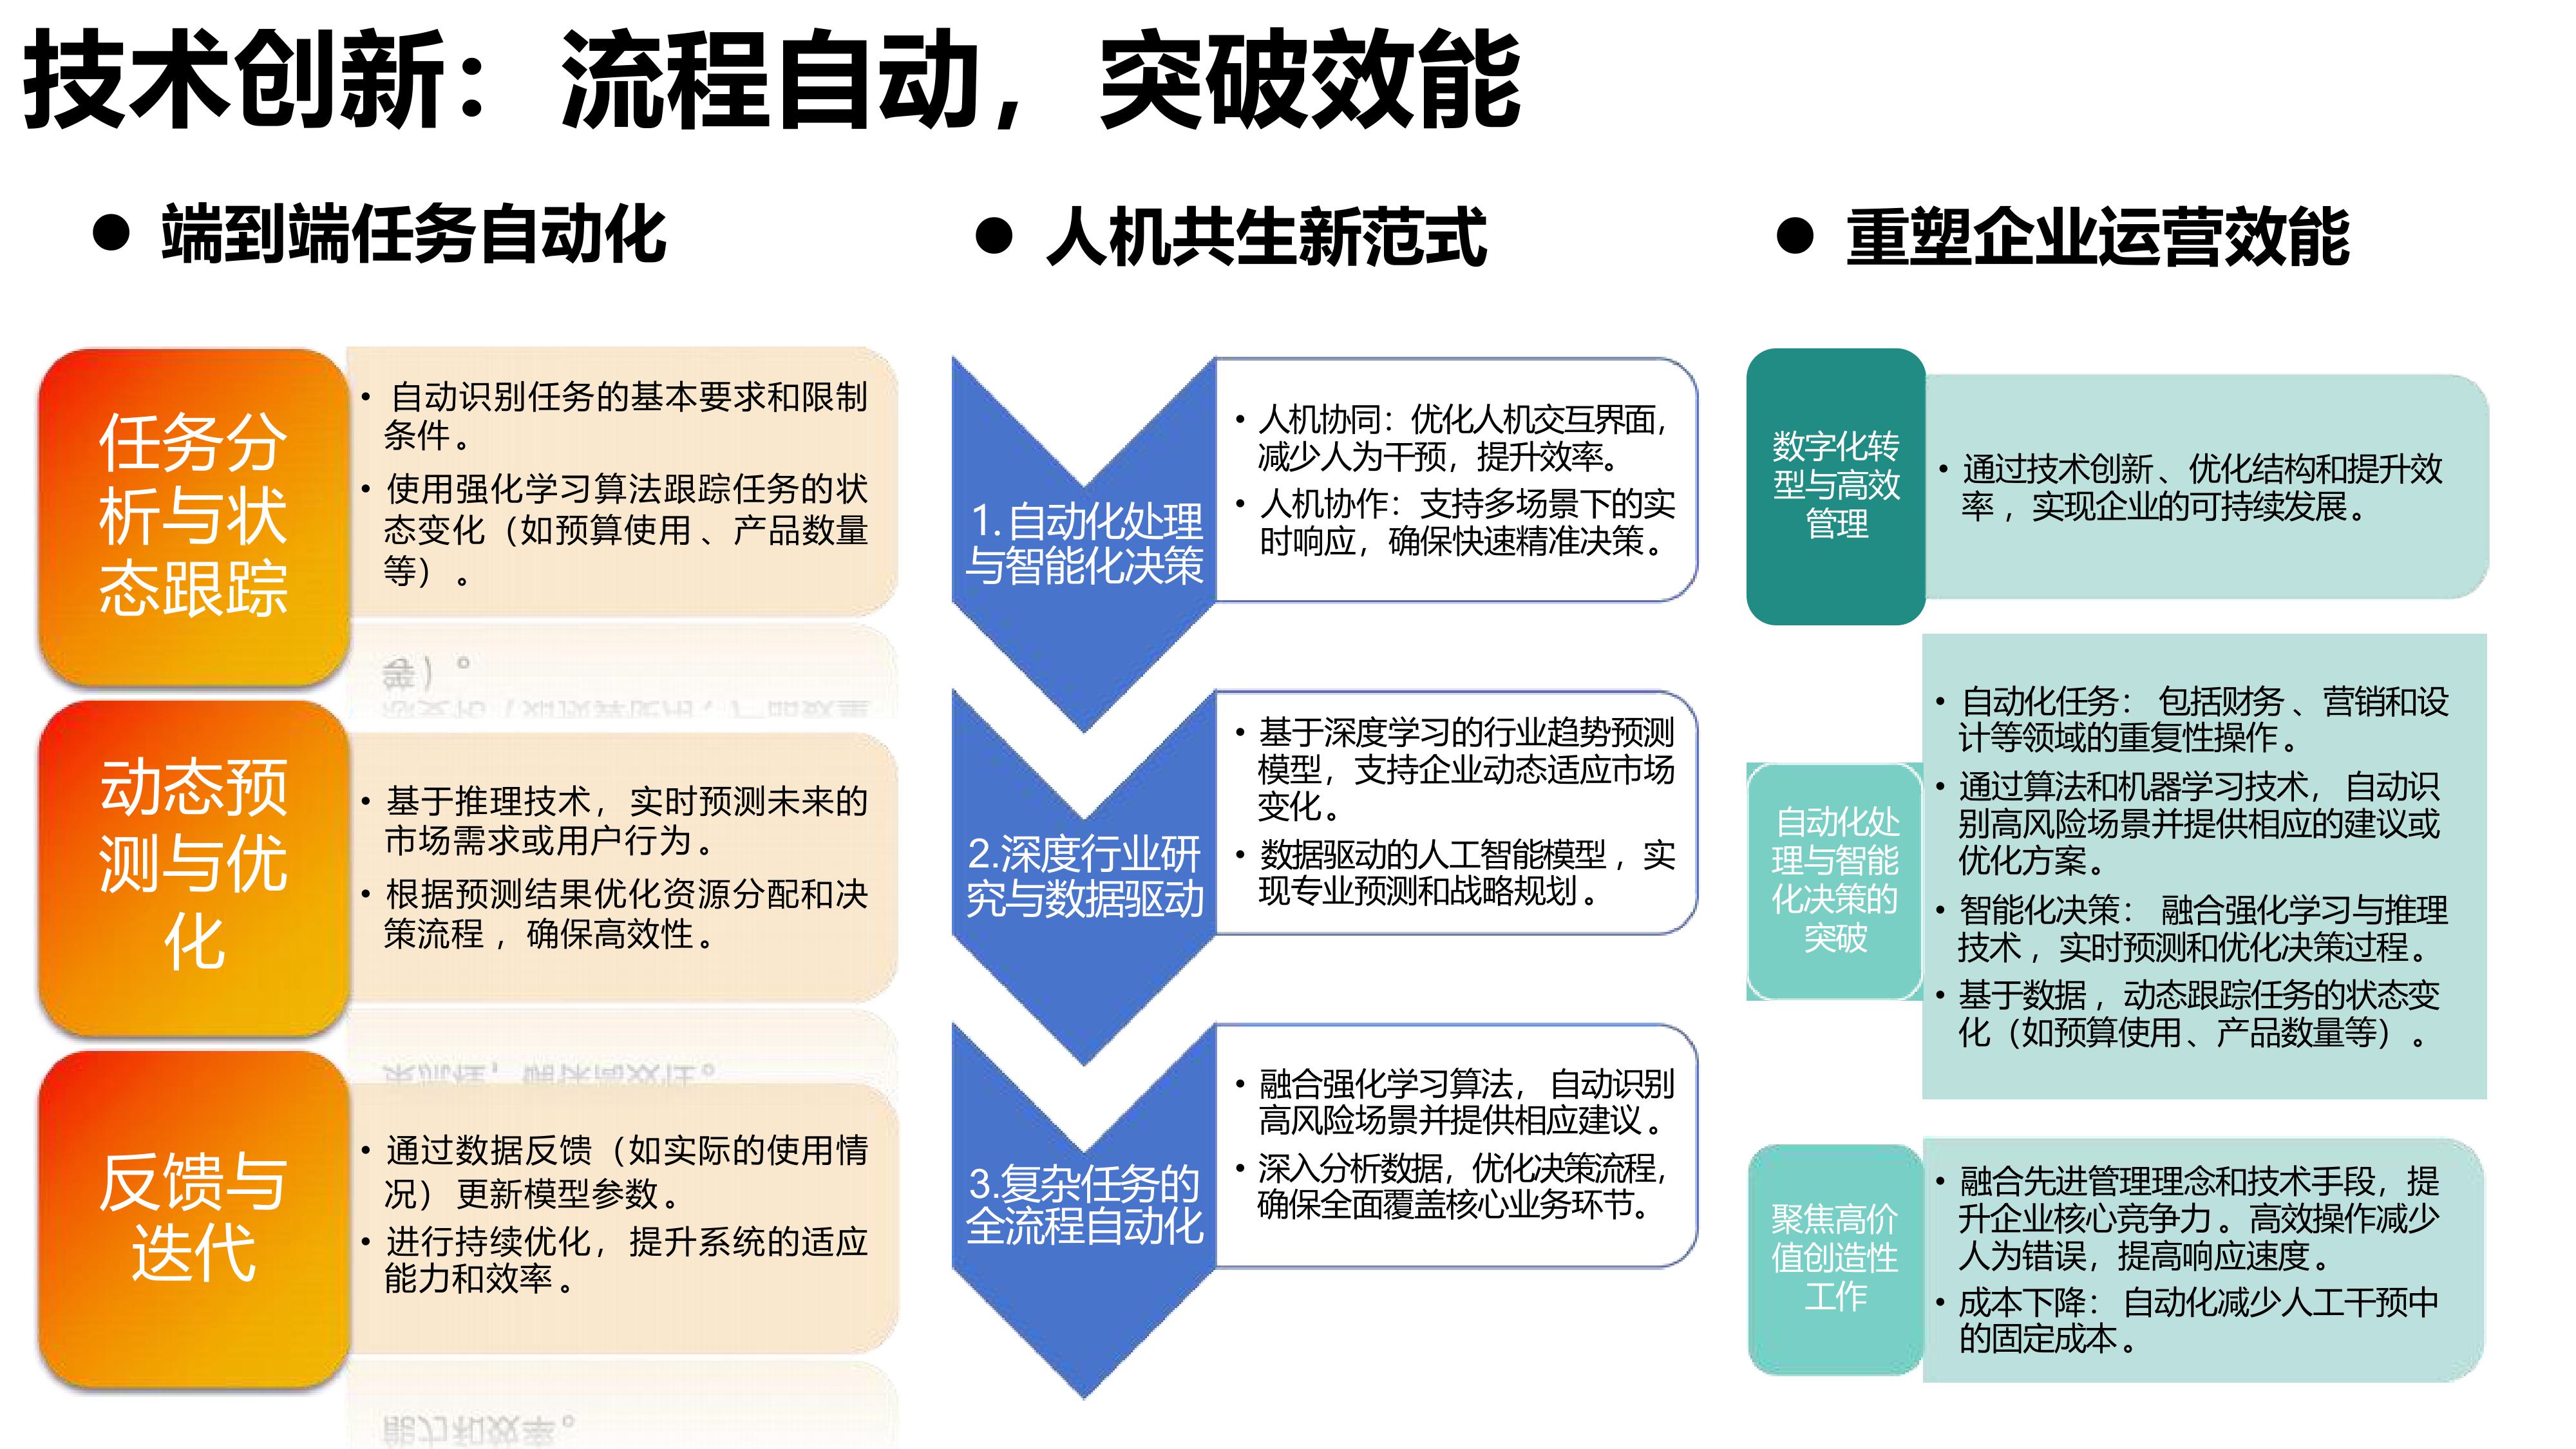 技术创新：流程自动，突破效能
● 端到端任务自动化
任务分
析与状
态跟踪
• 自动识别任务的基本要求和限制
条件。
• 使用强化学习算法跟踪任务的状
态变化（如预算使用、产品数量
等）。
动态预
测与优
化
• 基于推理技术，实时预测未来的
市场需求或用户行为。
• 根据预测结果优化资源分配和决
策流程，确保高效性。
反馈与
迭代
• 通过数据反馈（如实际的使用情
况）更新模型参数。
• 进行持续优化，提升系统的适应
能力和效率。
● 人机共生新范式
1.自动化处理
与智能化决策
• 人机协同：优化人机交互界面，
减少人为干预，提升效率。
• 人机协作：支持多场景下的实
时响应，确保快速精准决策。
2.深度行业研
究与数据驱动
• 基于深度学习的行业趋势预测
模型，支持企业动态适应市场
变化。
• 数据驱动的人工智能模型，实
现专业预测和战略规划。
3.复杂任务的
全流程自动化
• 融合强化学习算法，自动识别
高风险场景并提供相应建议。
• 深入分析数据，优化决策流程，
确保全面覆盖核心业务环节。
● 重塑企业运营效能
数字化转
型与高效
管理
• 通过技术创新、优化结构和提升效
率，实现企业的可持续发展。
自动化处
理与智能
化决策的
突破
• 自动化任务：包括财务、营销和设
计等领域的重复性操作。
• 通过算法和机器学习技术，自动识
别高风险场景并提供相应的建议或
优化方案。
• 智能化决策：融合强化学习与推理
技术，实时预测和优化决策过程。
• 基于数据，动态跟踪任务的状态变
化（如预算使用、产品数量等）。
聚焦高价
值创造性
工作
• 融合先进管理理念和技术手段，提
升企业核心竞争力。高效操作减少
人为错误，提高响应速度。
• 成本下降：自动化减少人工干预中
的固定成本。